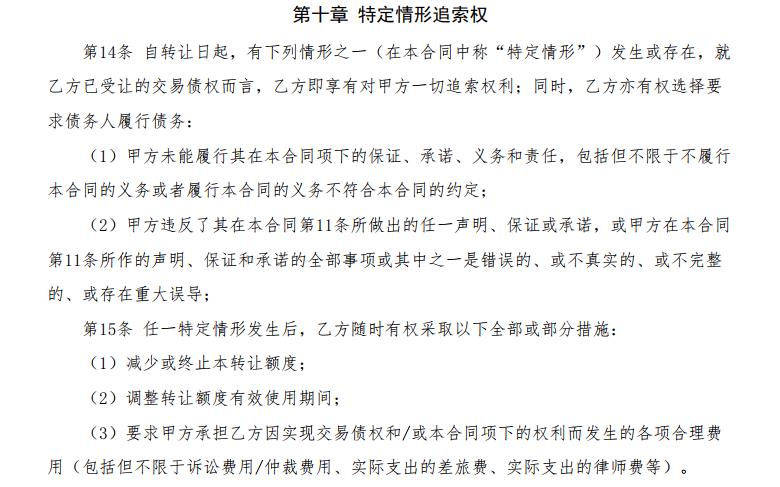 第十章 特定情形追索权
第14条 自转让日起，有下列情形之一（在本合同中称“特定情形”）发生或存在，就
乙方已受让的交易债权而言，乙方即享有对甲方一切追索权利；同时，乙方亦有权选择要
求债务人履行债务：
（1）甲方未能履行其在本合同项下的保证、承诺、义务和责任，包括但不限于不履行
本合同的义务或者履行本合同的义务不符合本合同的约定；
（2）甲方违反了其在本合同第11条所做出的任一声明、保证或承诺，或甲方在本合同
第11条所作的声明、保证和承诺的全部事项或其中之一是错误的、或不真实的、或不完整
的、或存在重大误导；
第15条 任一特定情形发生后，乙方随时有权采取以下全部或部分措施：
（1）减少或终止本转让额度；
（2）调整转让额度有效使用期间；
（3）要求甲方承担乙方因实现交易债权和/或本合同项下的权利而发生的各项合理费
用（包括但不限于诉讼费用/仲裁费用、实际支出的差旅费、实际支出的律师费等）。